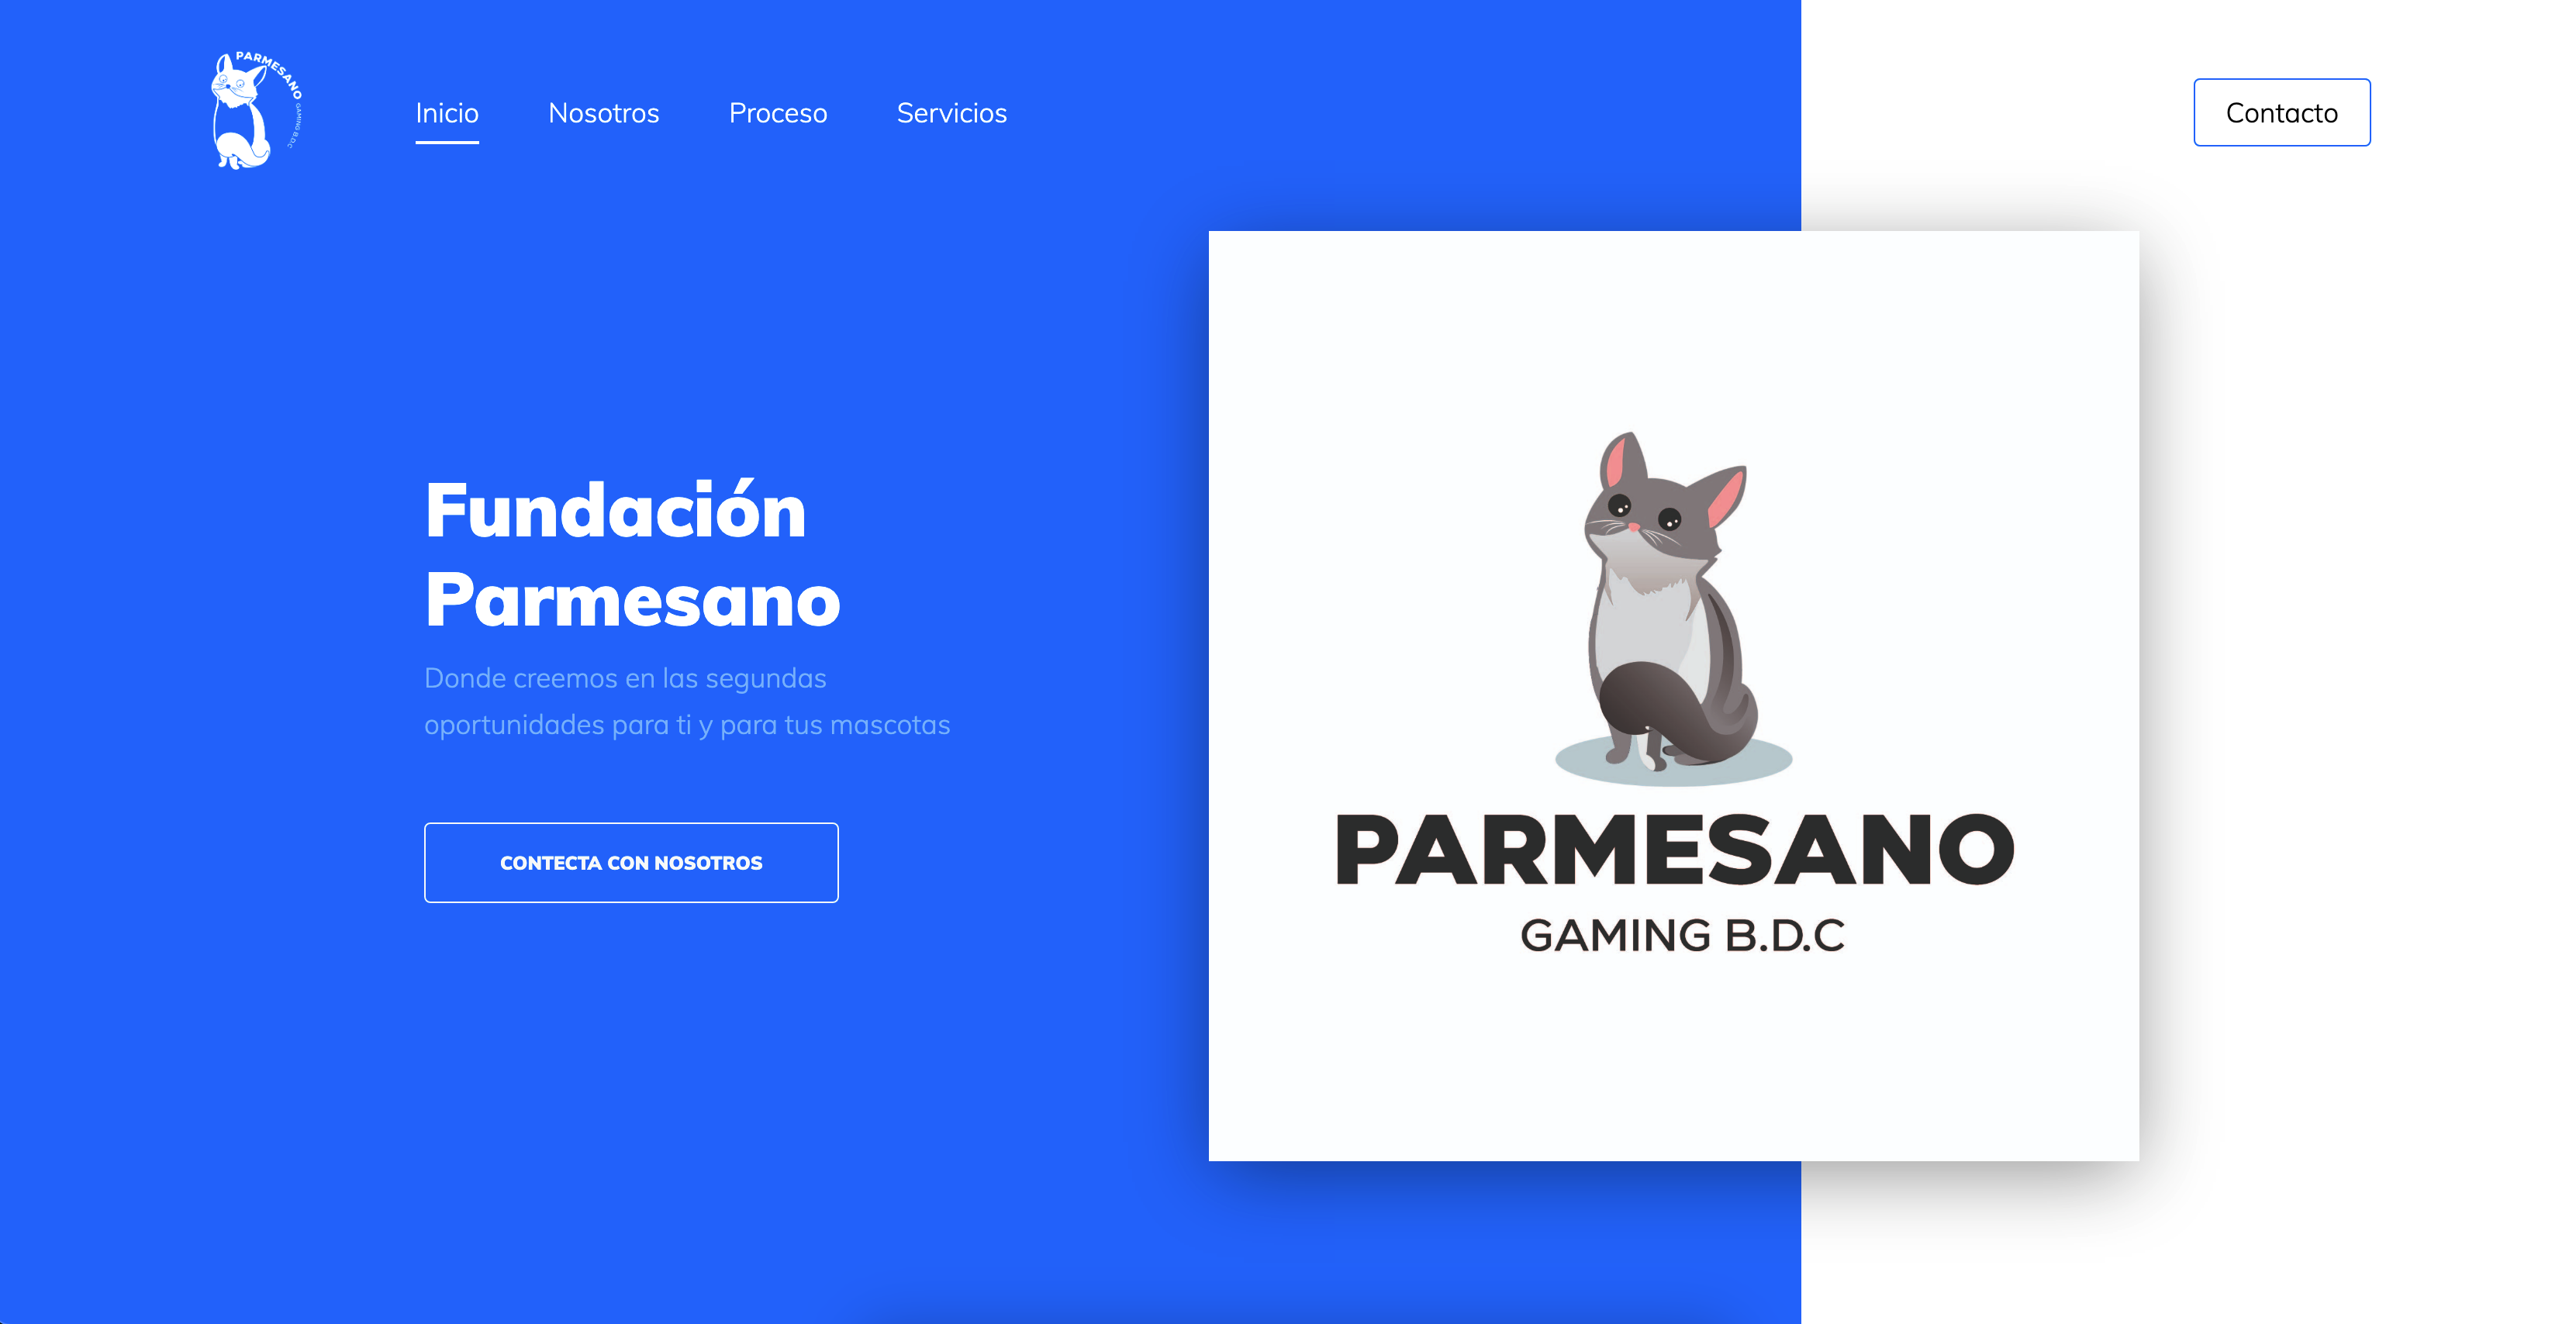 PARMESANO GAMING B.D.C
Inicio
Nosotros
Proceso
Servicios
Contacto
Fundación
Parmesano
Donde creemos en las segundas
oportunidades para ti y para tus mascotas
CONTECTA CON NOSOTROS
PARMESANO
GAMING B.D.C